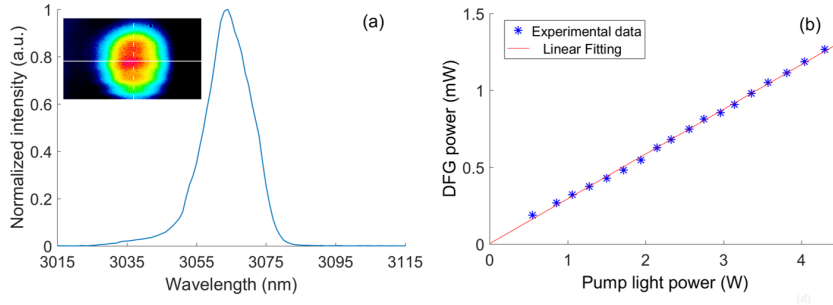 (a)
Normalized intensity (a.u.)
1
0.8
0.6
0.4
0.2
0
3015
3035
3055
3075
3095
3115
Wavelength (nm)
(b)
Experimental data
Linear Fitting
DFG power (mW)
1.5
1
0.5
0
0
1
2
3
4
Pump light power (W)
(d)